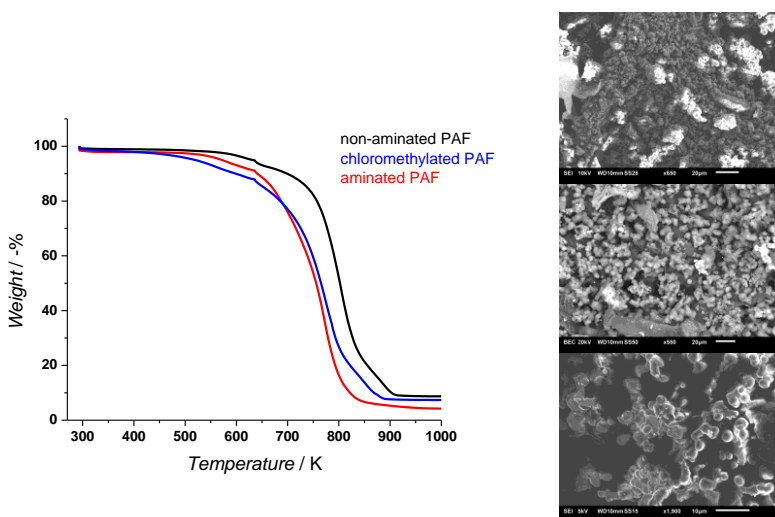 non-aminated PAF
chloromethylated PAF
aminated PAF
100
80
60
40
20
0
Weight / -%
300 400 500 600 700 800 900 1000
Temperature / K
SEI 10kV WD10mm SS26 x650 20µm
BEC 20kV WD10mm SS60 x650 20µm
SEI 5kV WD10mm SS15 x1,900 10µm